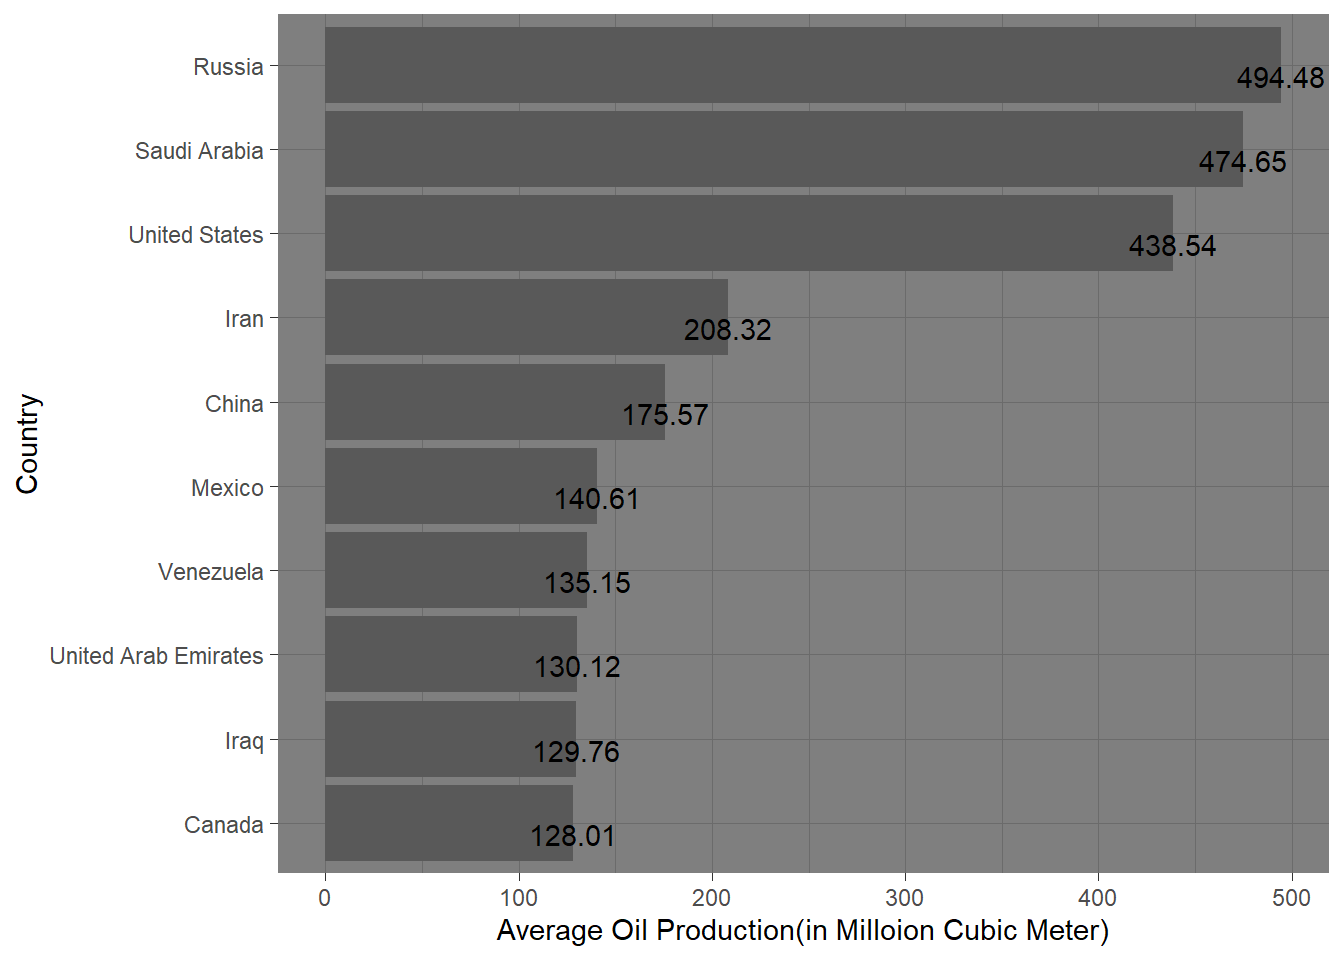 Russia 494.48
Saudi Arabia 474.65
United States 438.54
Iran 208.32
China 175.57
Country
Mexico 140.61
Venezuela 135.15
United Arab Emirates 130.12
Iraq 129.76
Canada 128.01
0 100 200 300 400 500
Average Oil Production(in Milloion Cubic Meter)